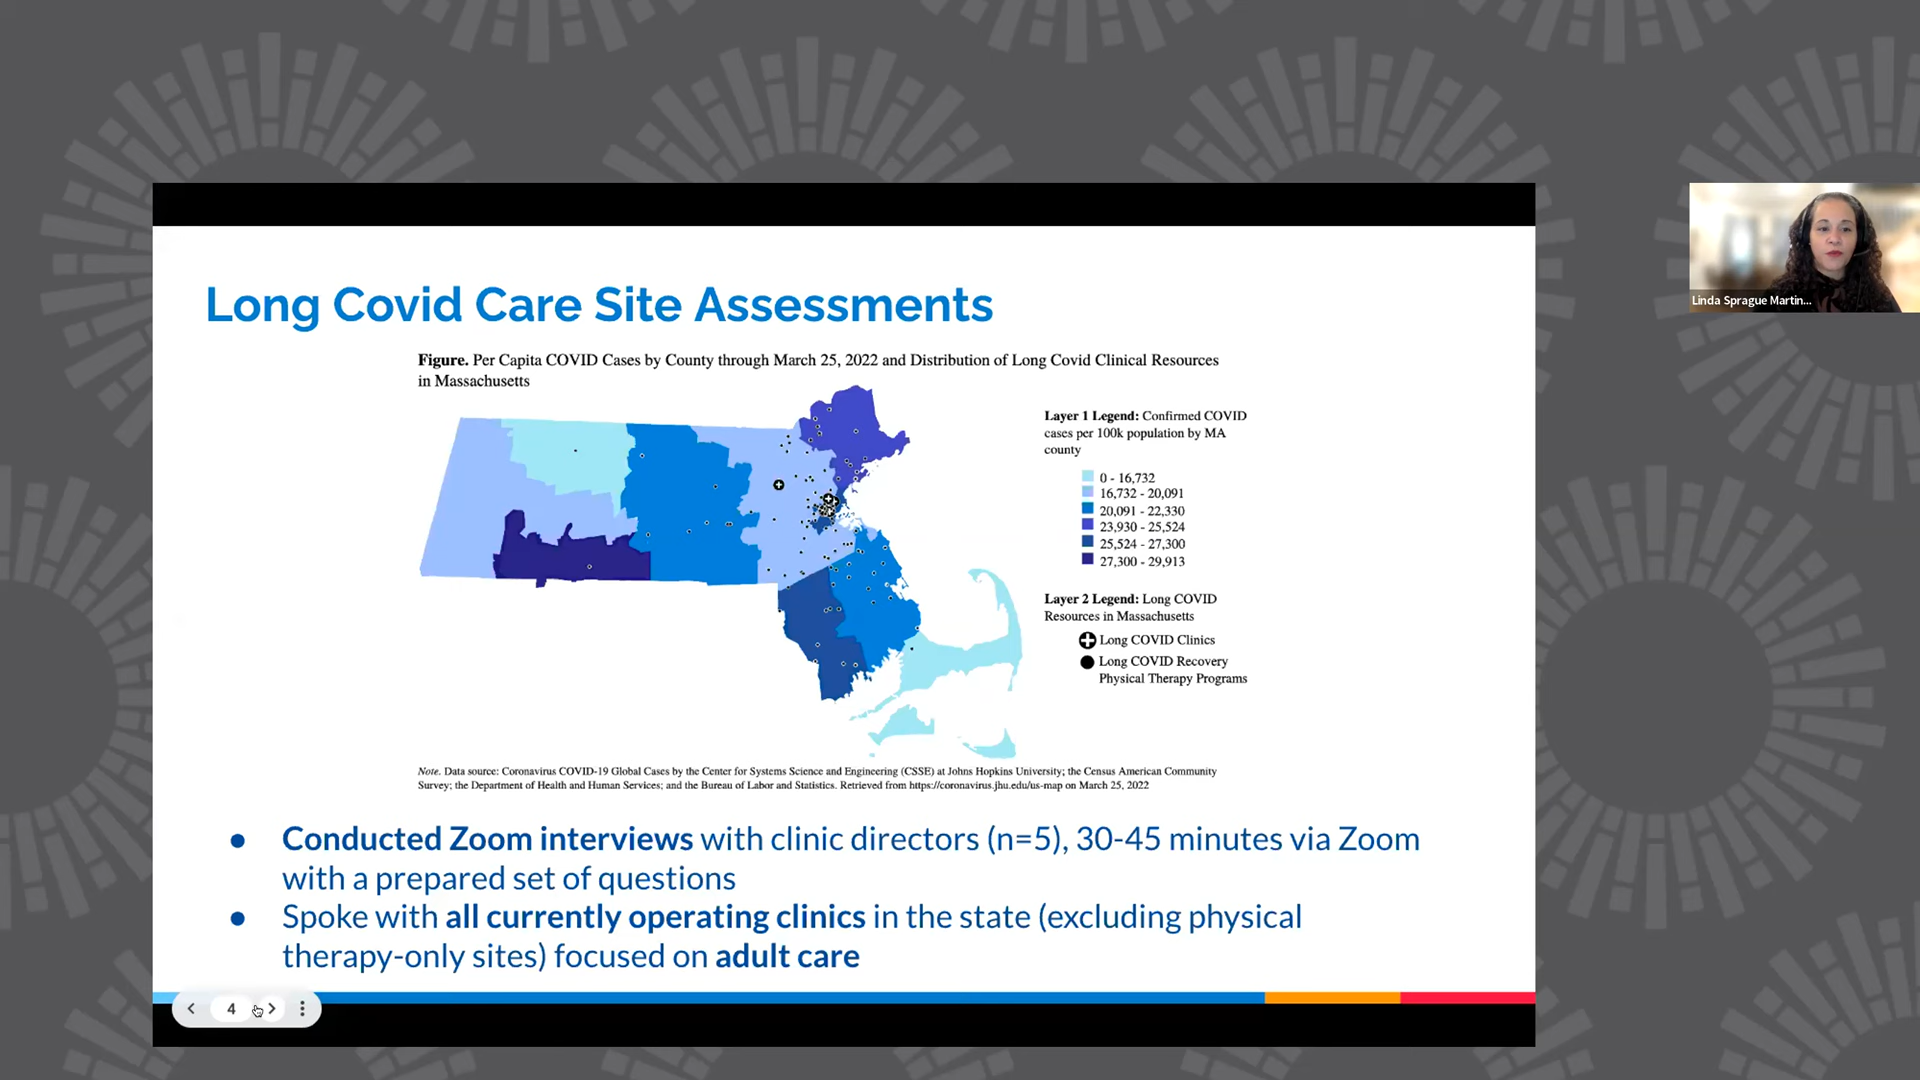 Long Covid Care Site Assessments
Figure. Per Capita COVID Cases by County through March 25, 2022 and Distribution of Long Covid Clinical Resources
in Massachusetts
Layer 1 Legend: Confirmed COVID
cases per 100k population by MA
county
0 - 16,732
16,732 - 20,091
20,091 - 22,330
23,930 - 25,524
25,524 - 27,300
27,300 - 29,913
Layer 2 Legend: Long COVID
Resources in Massachusetts
Long COVID Clinics
Long COVID Recovery
Physical Therapy Programs
Note. Data source: Coronavirus COVID-19 Global Cases by the Center for Systems Science and Engineering (CSSE) at Johns Hopkins University; the Census American Community
Survey; the Department of Health and Human Services; and the Bureau of Labor and Statistics. Retrieved from https://coronavirus.jhu.edu/us-map on March 25, 2022
● Conducted Zoom interviews with clinic directors (n=5), 30-45 minutes via Zoom
with a prepared set of questions
● Spoke with all currently operating clinics in the state (excluding physical
therapy-only sites) focused on adult care
4
Linda Sprague Martin...